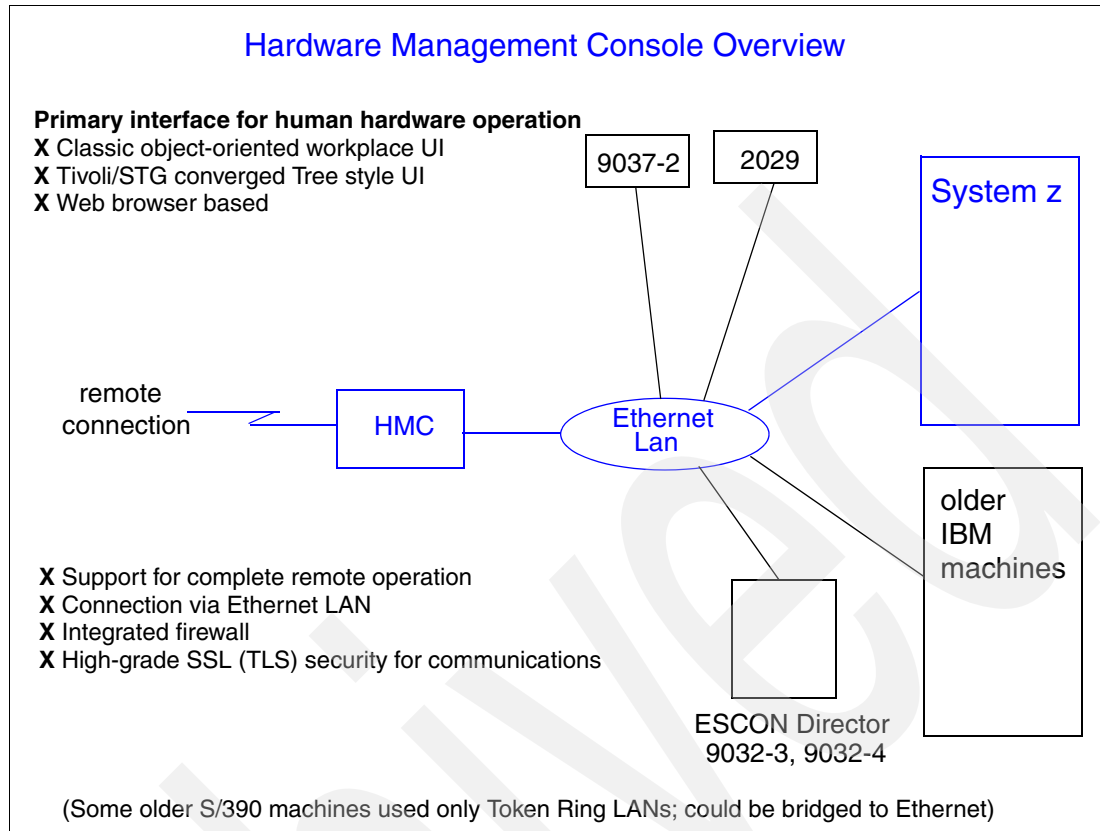 Hardware Management Console Overview
Primary interface for human hardware operation
X Classic object-oriented workplace UI
X Tivoli/STG converged Tree style UI
X Web browser based
9037-2
2029
System z
remote
connection
HMC
Ethernet
Lan
older
IBM
machines
X Support for complete remote operation
X Connection via Ethernet LAN
X Integrated firewall
X High-grade SSL (TLS) security for communications
ESCON Director
9032-3, 9032-4
(Some older S/390 machines used only Token Ring LANs; could be bridged to Ethernet)